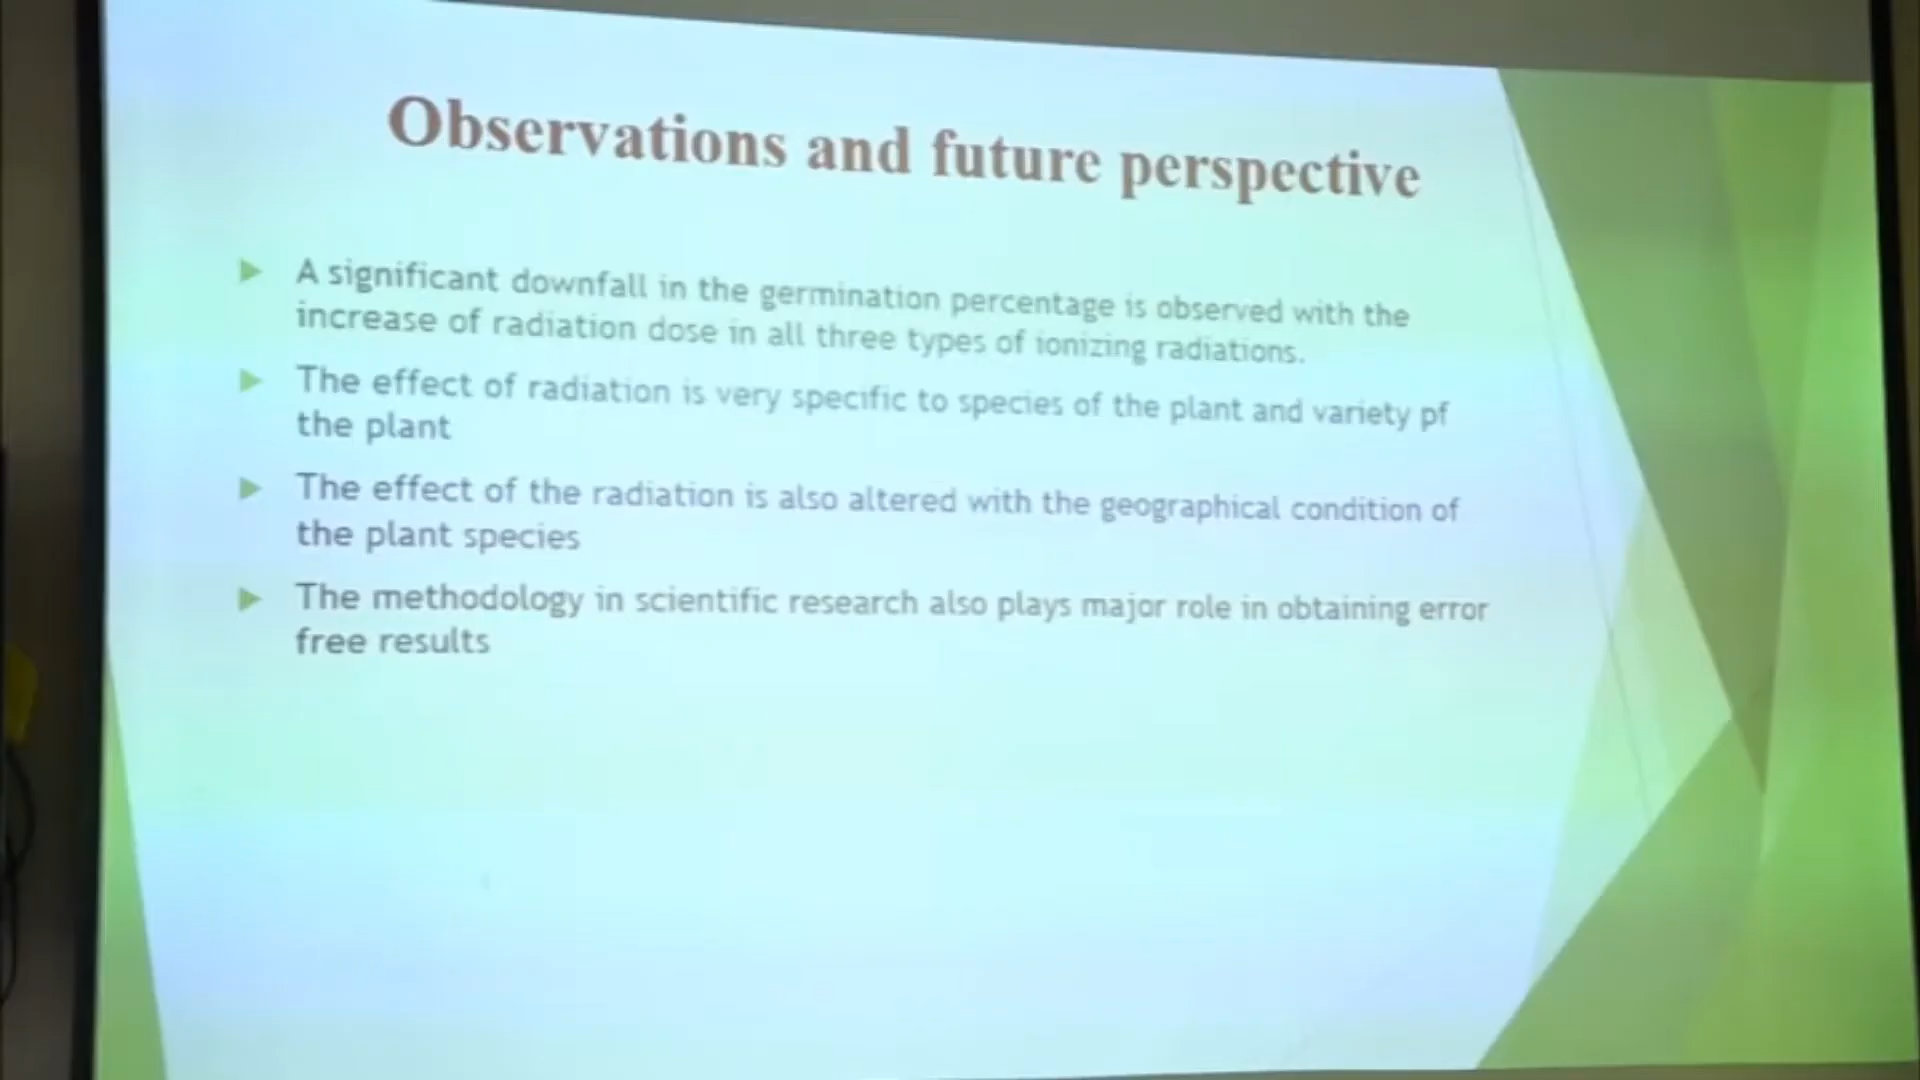 Observations and future perspective
A significant downfall in the germination percentage is observed with the
increase of radiation dose in all three types of ionizing radiations.
The effect of radiation is very specific to species of the plant and variety pf
the plant
The effect of the radiation is also altered with the geographical condition of
the plant species
The methodology in scientific research also plays major role in obtaining error
free results